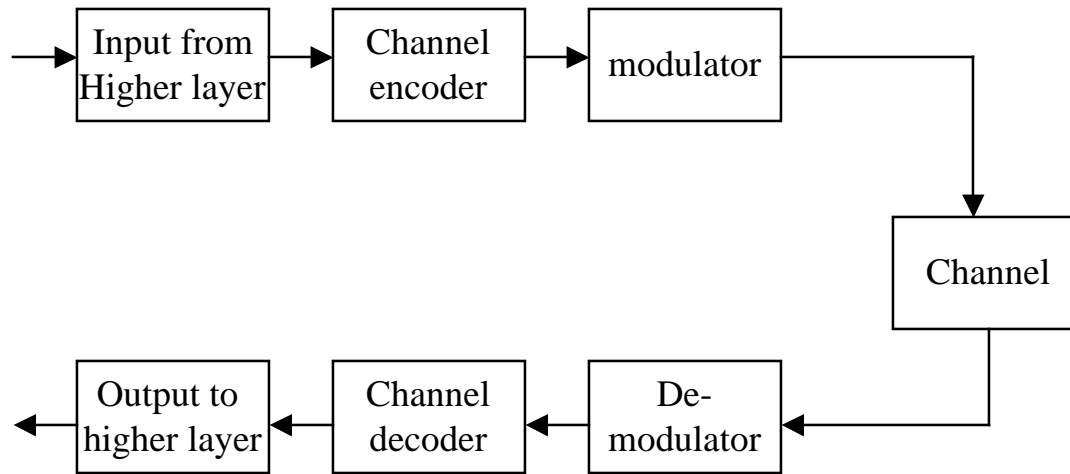 Input from
Higher layer
Channel
encoder
modulator
Channel
Output to
higher layer
Channel
decoder
De-
modulator